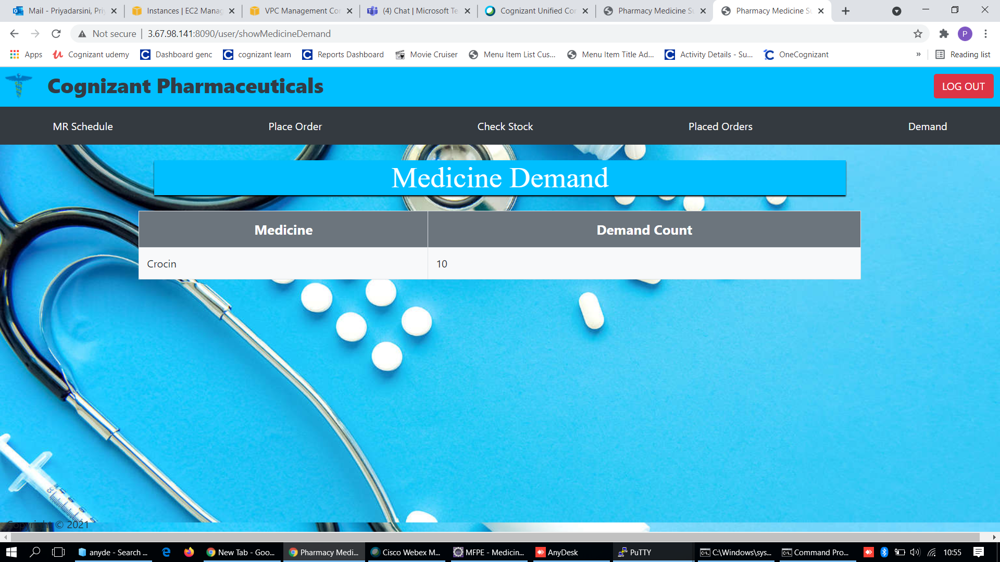 Mail - Priyadarsini, Pri
Instances | EC2 Manag
VPC Management Con
(4) Chat | Microsoft Te
Cognizant Unified Con
Pharmacy Medicine Su
Pharmacy Medicine Su
Not secure
3.67.98.141:8090/user/showMedicineDemand
P
Apps
Cognizant udemy
Dashboard genc
cognizant learn
Reports Dashboard
Movie Cruiser
Menu Item List Cus...
Menu Item Title Ad...
Activity Details - Su...
OneCognizant
»
Reading list
Cognizant Pharmaceuticals
LOG OUT
MR Schedule
Place Order
Check Stock
Placed Orders
Demand
Medicine Demand
Medicine
Demand Count
Crocin
10
Copyright © 2021
anyde - Search ...
New Tab - Goo...
Pharmacy Medi...
Cisco Webex M...
MFPE - Medicin...
AnyDesk
PuTTY
C:\Windows\sys...
Command Pro...
10:55